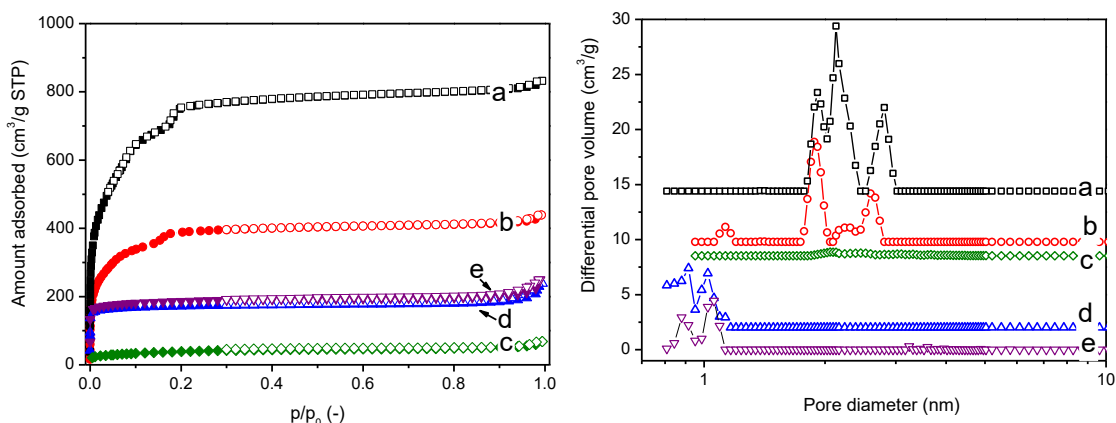 1000
800
600
400
200
0
0.0 0.2 0.4 0.6 0.8 1.0
Amount adsorbed (cm³/g STP)
p/p₀ (-)
a
b
e
d
c
30
25
20
15
10
5
0
1 10
Differential pore volume (cm³/g)
Pore diameter (nm)
a
b
c
d
e